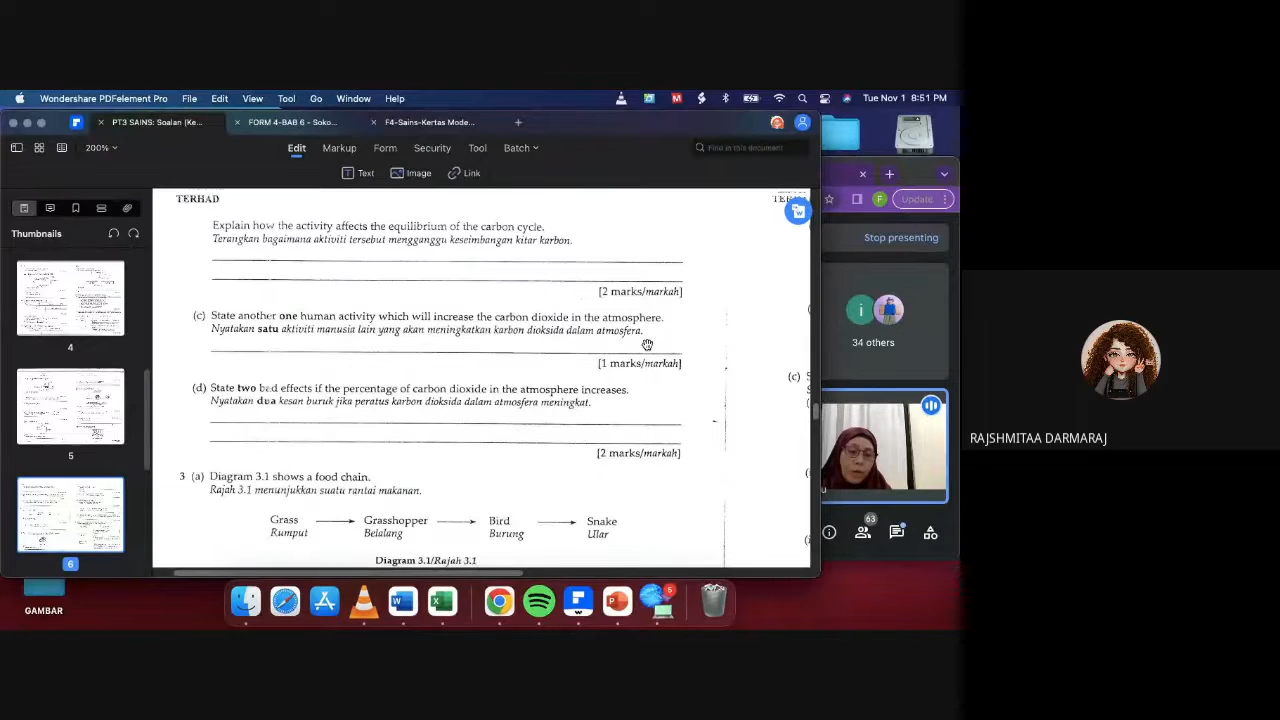 Wondershare PDFelement Pro File Edit View Tool Go Window Help
Tue Nov 1 8:51 PM
PT3 SAINS: Soalan (Ke... FORM 4-BAB 6 - Soko... F4-Sains-Kertas Mode...
200% Edit Markup Form Security Tool Batch Find in this document
Text Image Link
Update
Stop presenting
34 others
63
RAJSHMITAA DARMARAJ
Thumbnails
4
5
6
TERHAD
Explain how the activity affects the equilibrium of the carbon cycle.
Terangkan bagaimana aktiviti tersebut mengganggu keseimbangan kitar karbon.
[2 marks/markah]
(c) State another one human activity which will increase the carbon dioxide in the atmosphere.
Nyatakan satu aktiviti manusia lain yang akan meningkatkan karbon dioksida dalam atmosfera.
[1 marks/markah]
(d) State two bad effects if the percentage of carbon dioxide in the atmosphere increases.
Nyatakan dua kesan buruk jika peratus karbon dioksida dalam atmosfera meningkat.
[2 marks/markah]
3 (a) Diagram 3.1 shows a food chain.
Rajah 3.1 menunjukkan suatu rantai makanan.
Grass Grasshopper Bird Snake
Rumput Belalang Burung Ular
Diagram 3.1/Rajah 3.1
(c)
GAMBAR
5